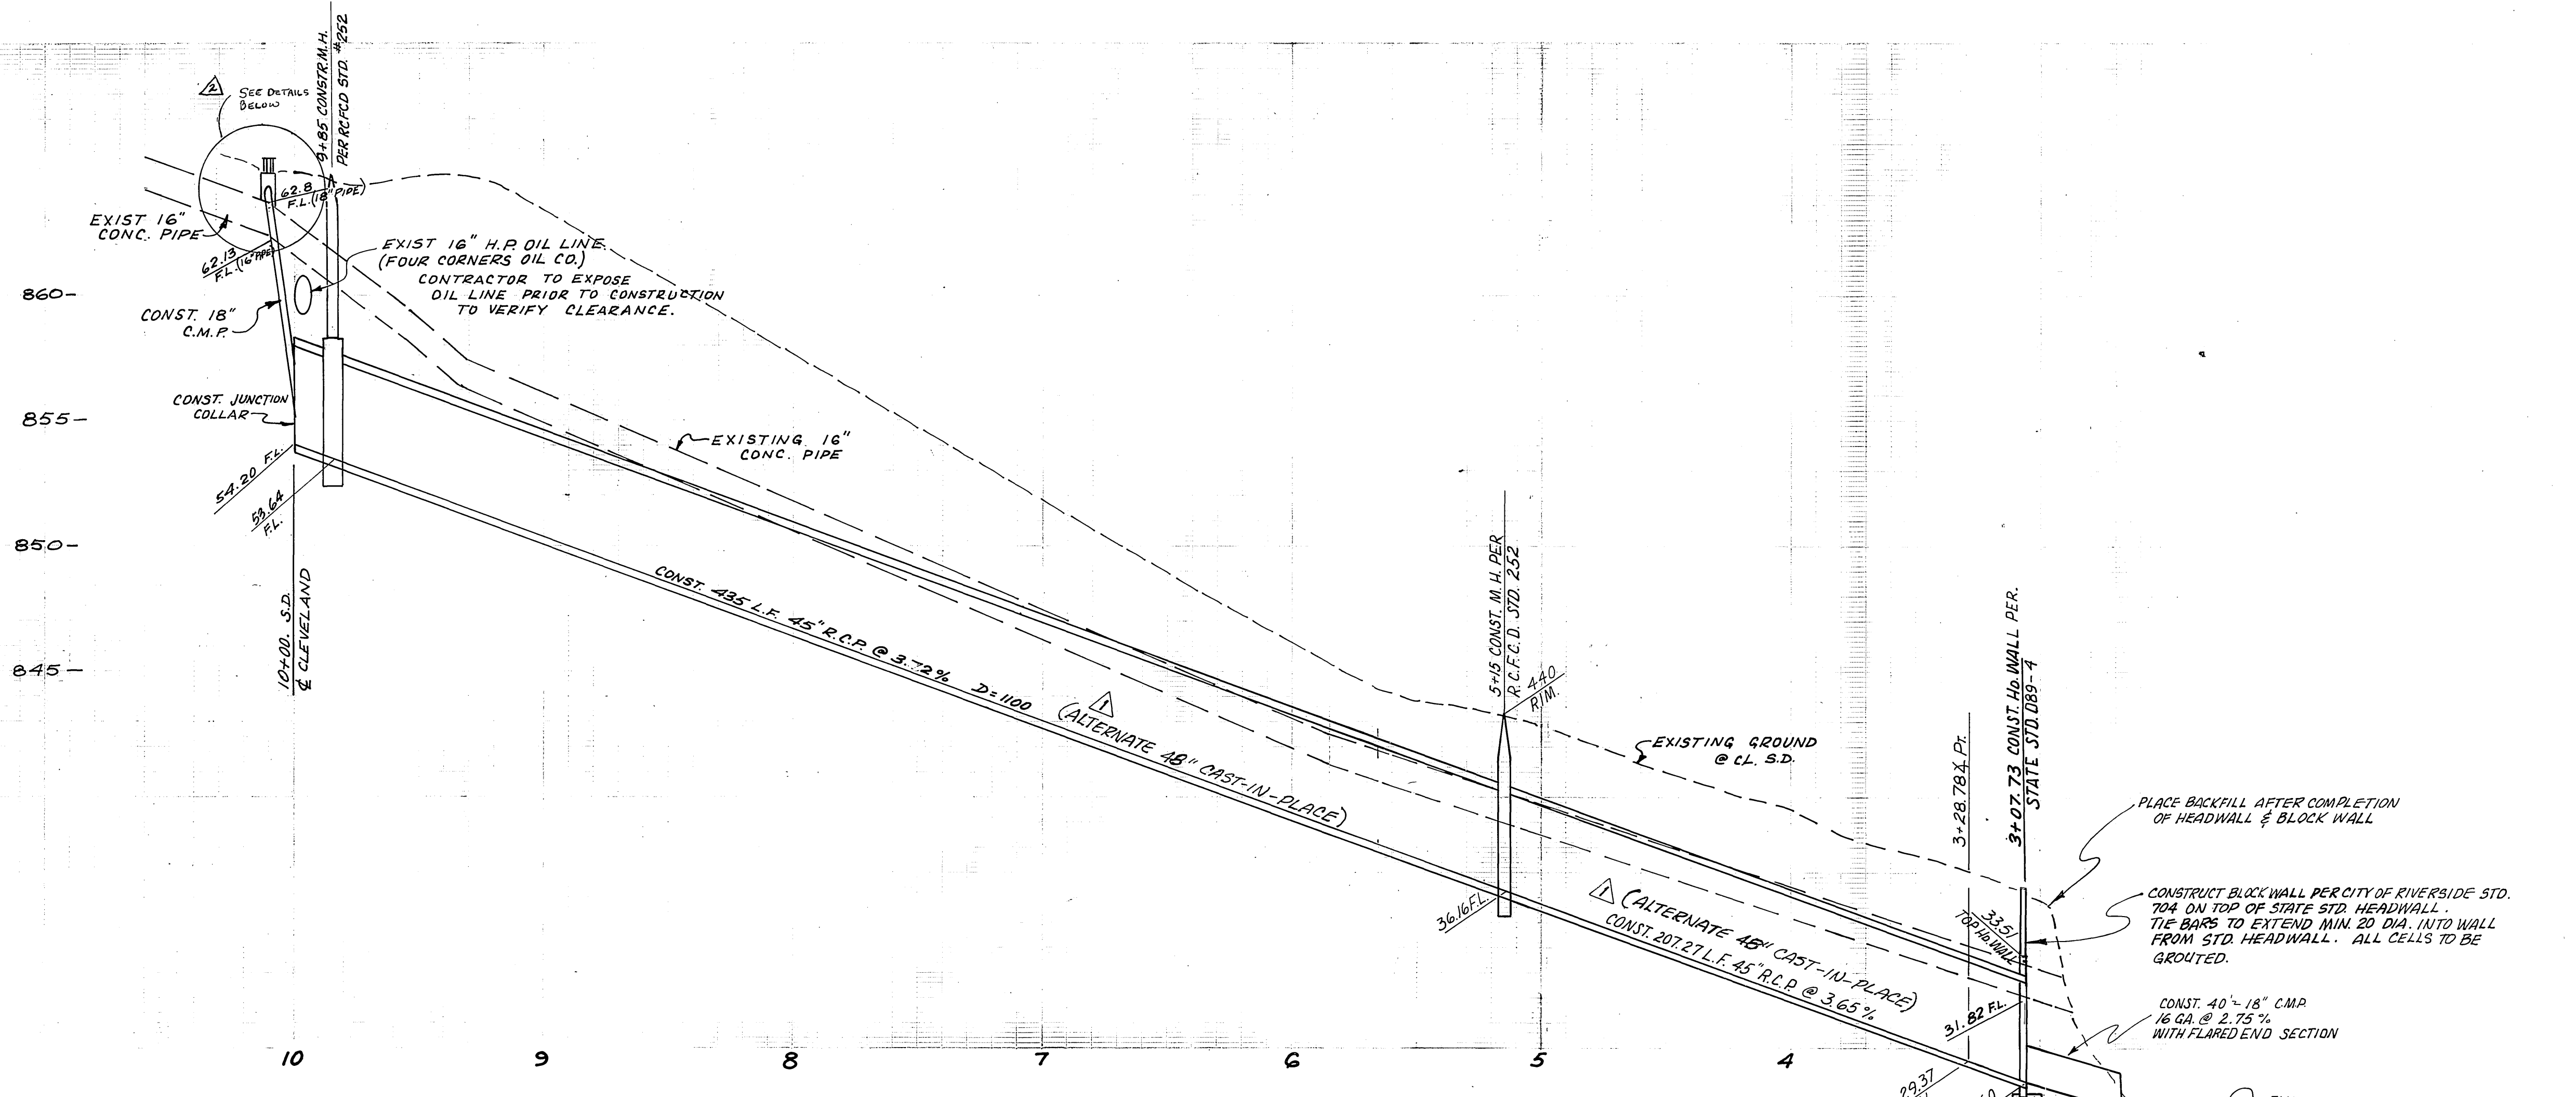 9+85 CONSTR. M.H.
PER RCFCD STD. #252
2
SEE DETAILS
BELOW
62.8
F.L. (18" PIPE)
EXIST 16"
CONC. PIPE
62.13
F.L. (16" PIPE)
EXIST 16" H.P. OIL LINE.
(FOUR CORNERS OIL CO.)
CONTRACTOR TO EXPOSE
OIL LINE PRIOR TO CONSTRUCTION
TO VERIFY CLEARANCE.
860-
CONST. 18"
C.M.P.
CONST. JUNCTION
COLLAR
855-
EXISTING 16"
CONC. PIPE
54.20 F.L.
53.64
F.L.
850-
10+00. S.D.
℄ CLEVELAND
845-
CONST. 435 L.F. 45" R.C.P. @ 3.72% D=1100
1
(ALTERNATE 48" CAST-IN-PLACE)
5+15 CONST. M.H. PER
R.C.F.C.D. STD. 252
440
RIM.
EXISTING GROUND
@ CL. S.D.
3+28.78 ∡ PT.
3+07.73 CONST. HD. WALL PER.
STATE STD. D89-4
PLACE BACKFILL AFTER COMPLETION
OF HEADWALL & BLOCK WALL
CONSTRUCT BLOCK WALL PER CITY OF RIVERSIDE STD.
704 ON TOP OF STATE STD. HEADWALL.
TIE BARS TO EXTEND MIN. 20 DIA. INTO WALL
FROM STD. HEADWALL. ALL CELLS TO BE
GROUTED.
33.51
TOP HD. WALL
36.16 F.L.
1
(ALTERNATE 48" CAST-IN-PLACE)
CONST. 207.27 L.F. 45" R.C.P. @ 3.65%
31.82 F.L.
CONST. 40'~18" C.M.P.
16 GA. @ 2.75%
WITH FLARED END SECTION
10 9 8 7 6 5 4
29.37